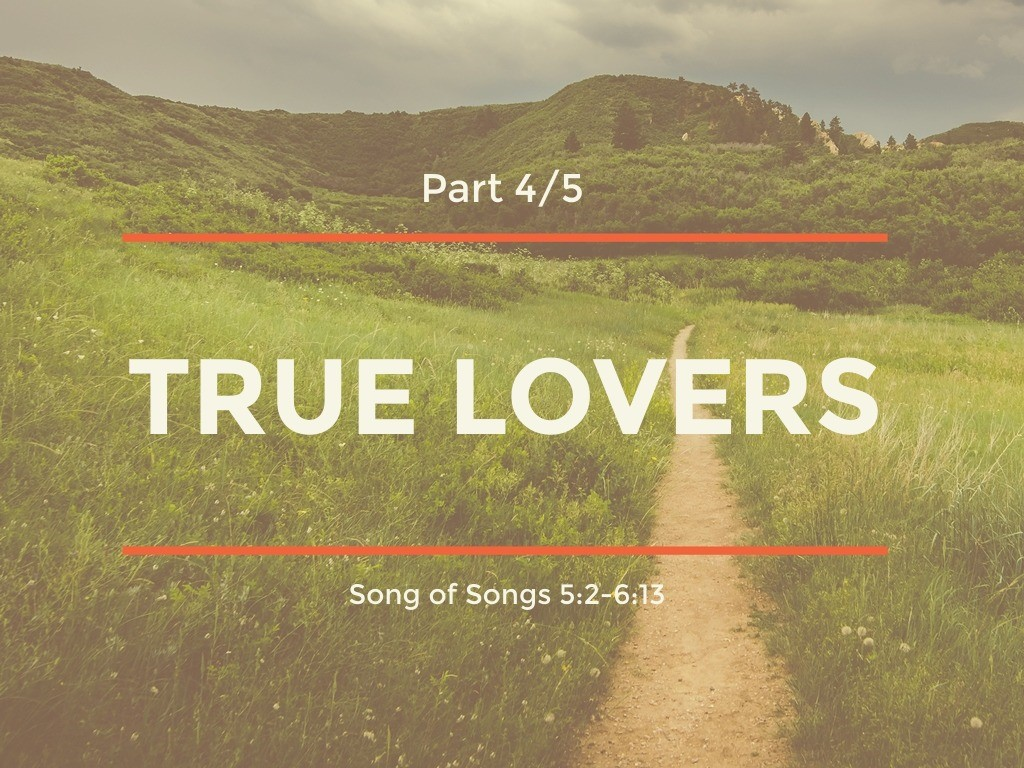 Part 4/5
TRUE LOVERS
Song of Songs 5:2-6:13